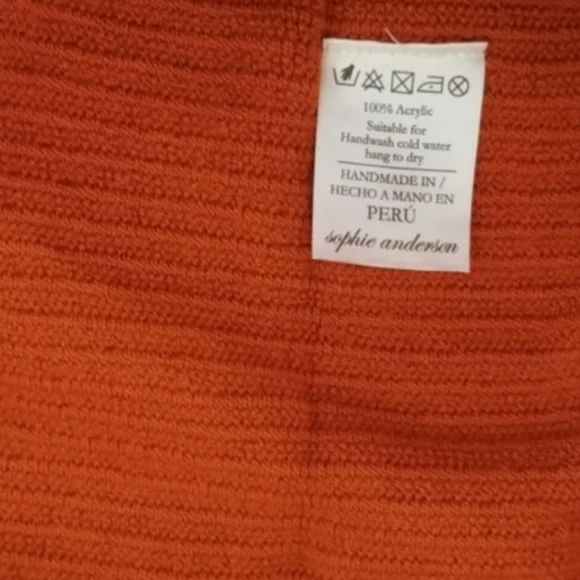 100% Acrylic
Suitable for
Handwash cold water
hang to dry
HANDMADE IN /
HECHO A MANO EN
PERÚ
sophie anderson